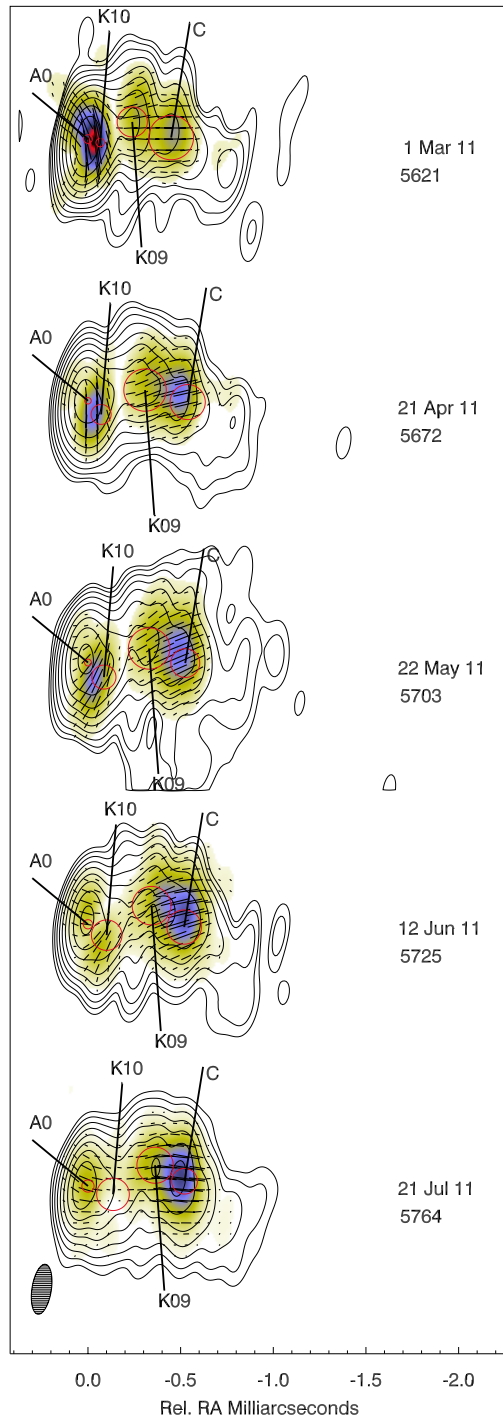 K10
C
A0
1 Mar 11
5621
K09
K10
C
A0
21 Apr 11
5672
K09
K10
C
A0
22 May 11
5703
K09
K10
C
A0
12 Jun 11
5725
K09
K10
C
A0
21 Jul 11
5764
K09
0.0 -0.5 -1.0 -1.5 -2.0
Rel. RA Milliarcseconds